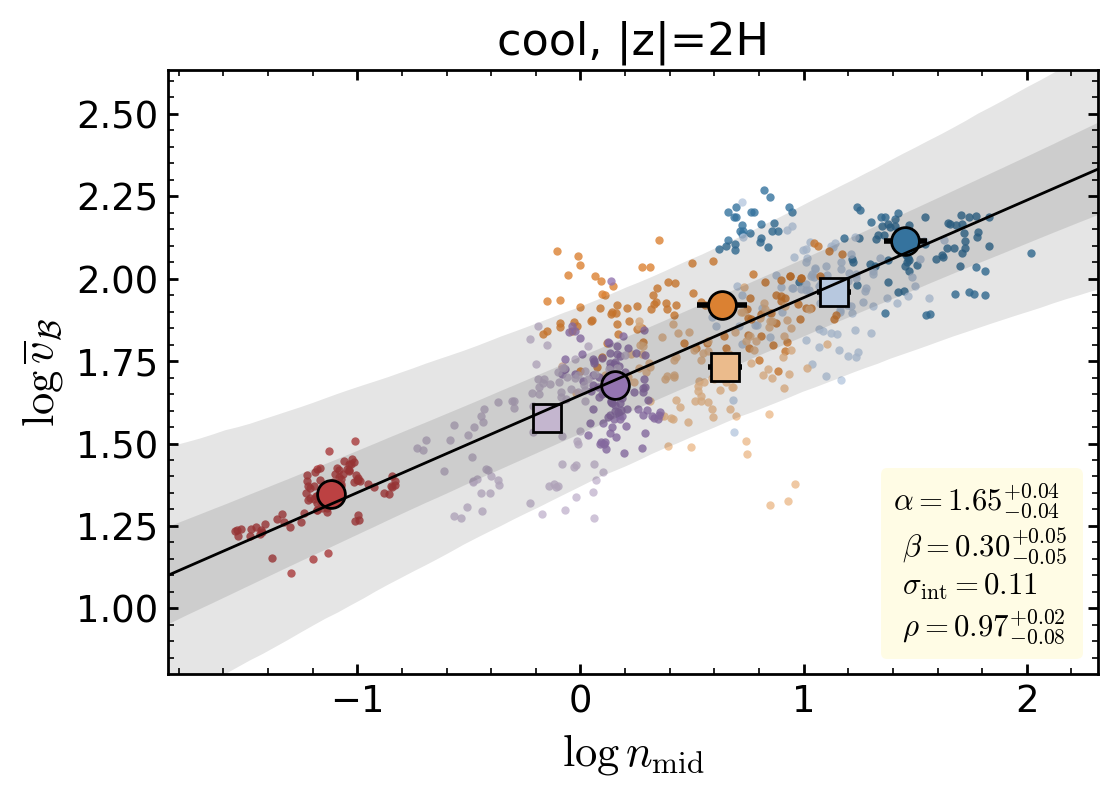 cool, |z|=2H
log v̅_ℬ
2.50
2.25
2.00
1.75
1.50
1.25
1.00
α = 1.65^{+0.04}_{−0.04}
β = 0.30^{+0.05}_{−0.05}
σ_int = 0.11
ρ = 0.97^{+0.02}_{−0.08}
−1 0 1 2
log n_mid